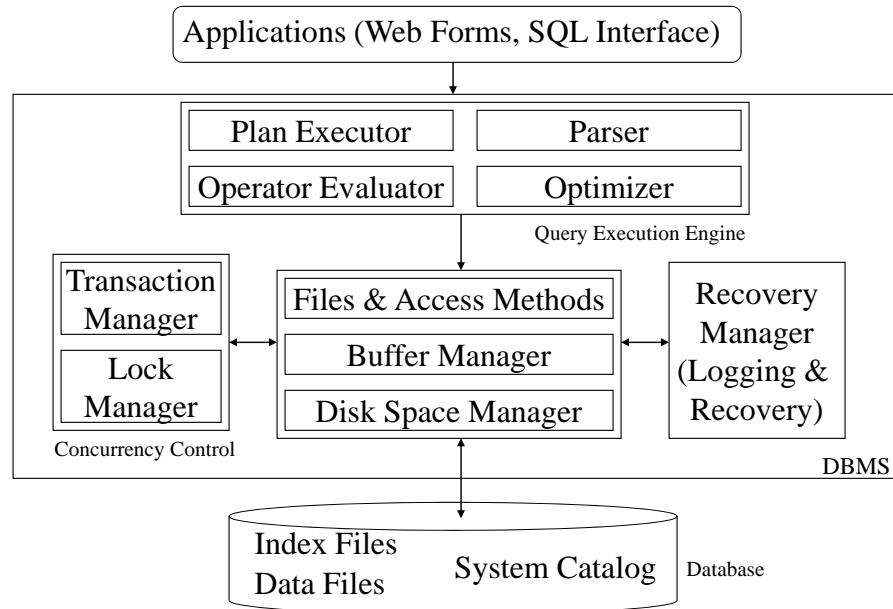 Applications (Web Forms, SQL Interface)
Plan Executor
Parser
Operator Evaluator
Optimizer
Query Execution Engine
Transaction
Manager
Lock
Manager
Concurrency Control
Files & Access Methods
Buffer Manager
Disk Space Manager
Recovery
Manager
(Logging &
Recovery)
DBMS
Index Files
Data Files
System Catalog
Database